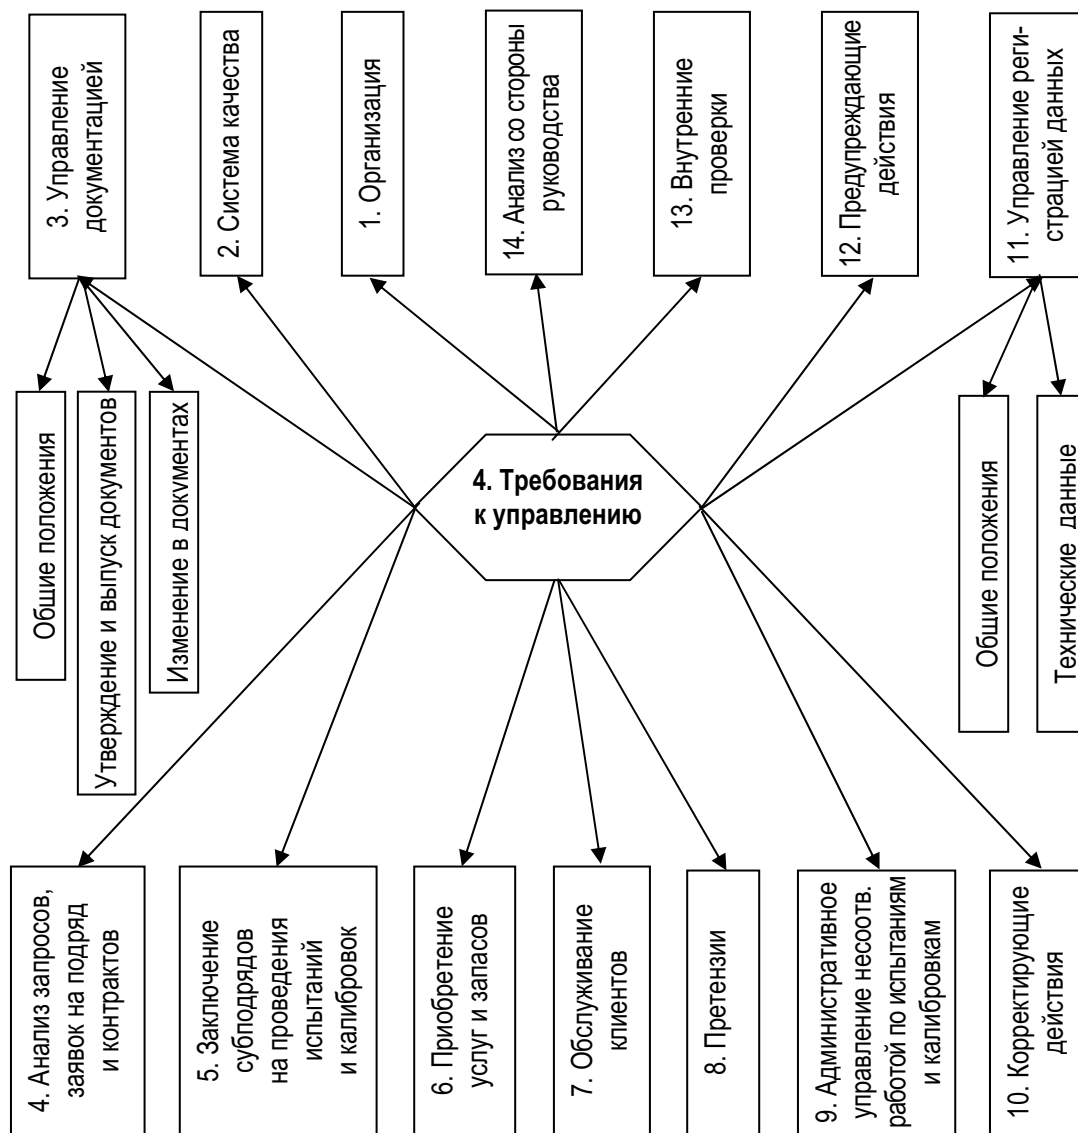 3. Управление
документацией
2. Система качества
1. Организация
14. Анализ со стороны
руководства
13. Внутренние
проверки
12. Предупреждающие
действия
11. Управление реги-
страцией данных
Общие положения
Утверждение и выпуск документов
Изменение в документах
4. Требования
к управлению
Общие положения
Технические данные
4. Анализ запросов,
заявок на подряд
и контрактов
5. Заключение
субподрядов
на проведения
испытаний
и калибровок
6. Приобретение
услуг и запасов
7. Обслуживание
клиентов
8. Претензии
9. Административное
управление несоотв.
работой по испытаниям
и калибровкам
10. Корректирующие
действия